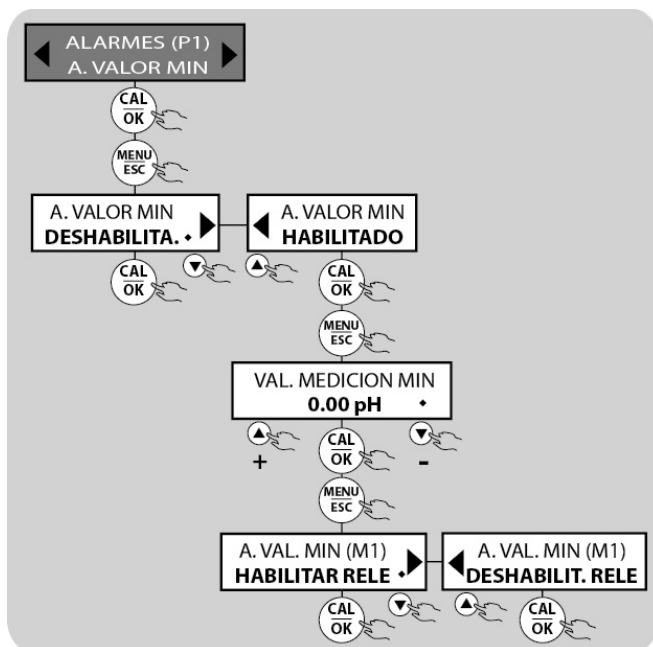 ALARMES (P1)
A. VALOR MIN
CAL
OK
MENU
ESC
A. VALOR MIN
DESHABILITA.
A. VALOR MIN
HABILITADO
CAL
OK
CAL
OK
MENU
ESC
VAL. MEDICION MIN
0.00 pH
+
CAL
OK
-
MENU
ESC
A. VAL. MIN (M1)
HABILITAR RELE
A. VAL. MIN (M1)
DESHABILIT. RELE
CAL
OK
CAL
OK